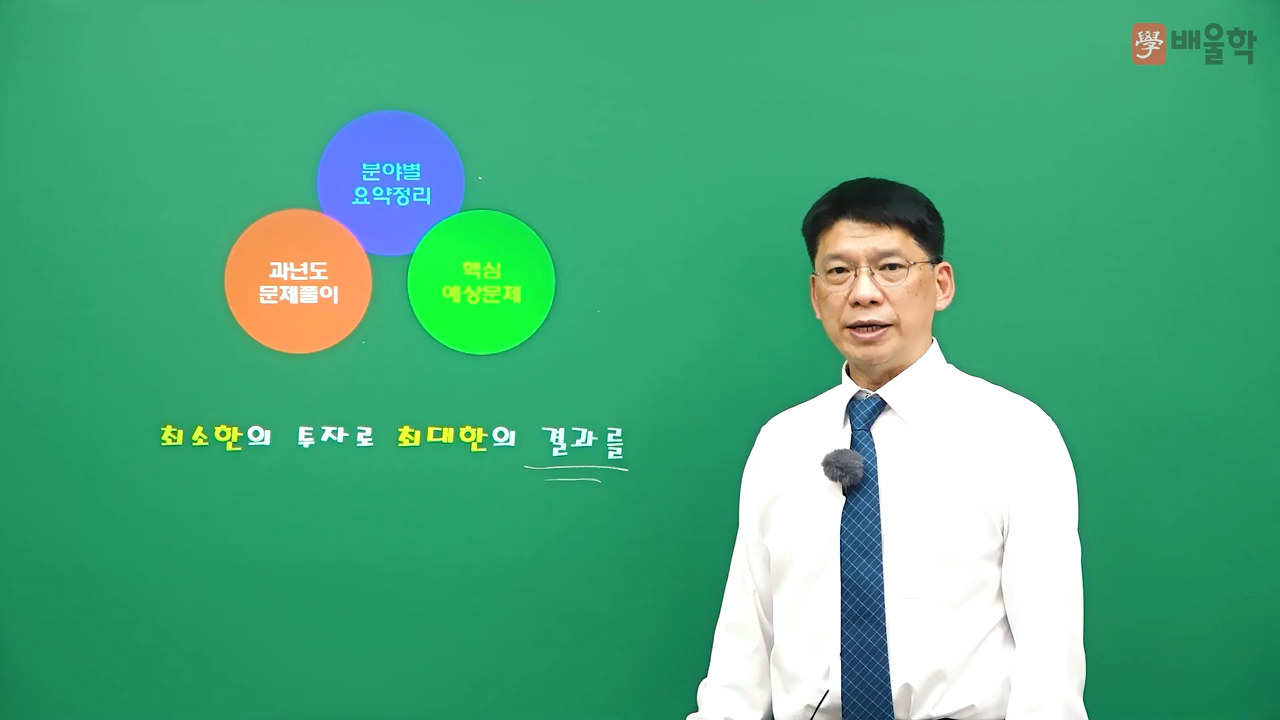 學 배울학
분야별
요약정리
과년도
문제풀이
핵심
예상문제
최소한의 투자로 최대한의 결과를